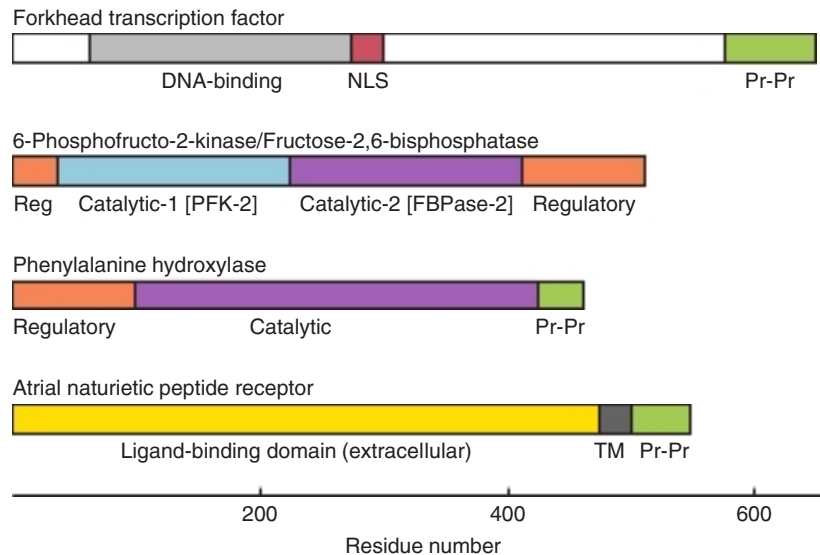 Forkhead transcription factor
DNA-binding NLS Pr-Pr
6-Phosphofructo-2-kinase/Fructose-2,6-bisphosphatase
Reg Catalytic-1 [PFK-2] Catalytic-2 [FBPase-2] Regulatory
Phenylalanine hydroxylase
Regulatory Catalytic Pr-Pr
Atrial naturietic peptide receptor
Ligand-binding domain (extracellular) TM Pr-Pr
200 400 600
Residue number